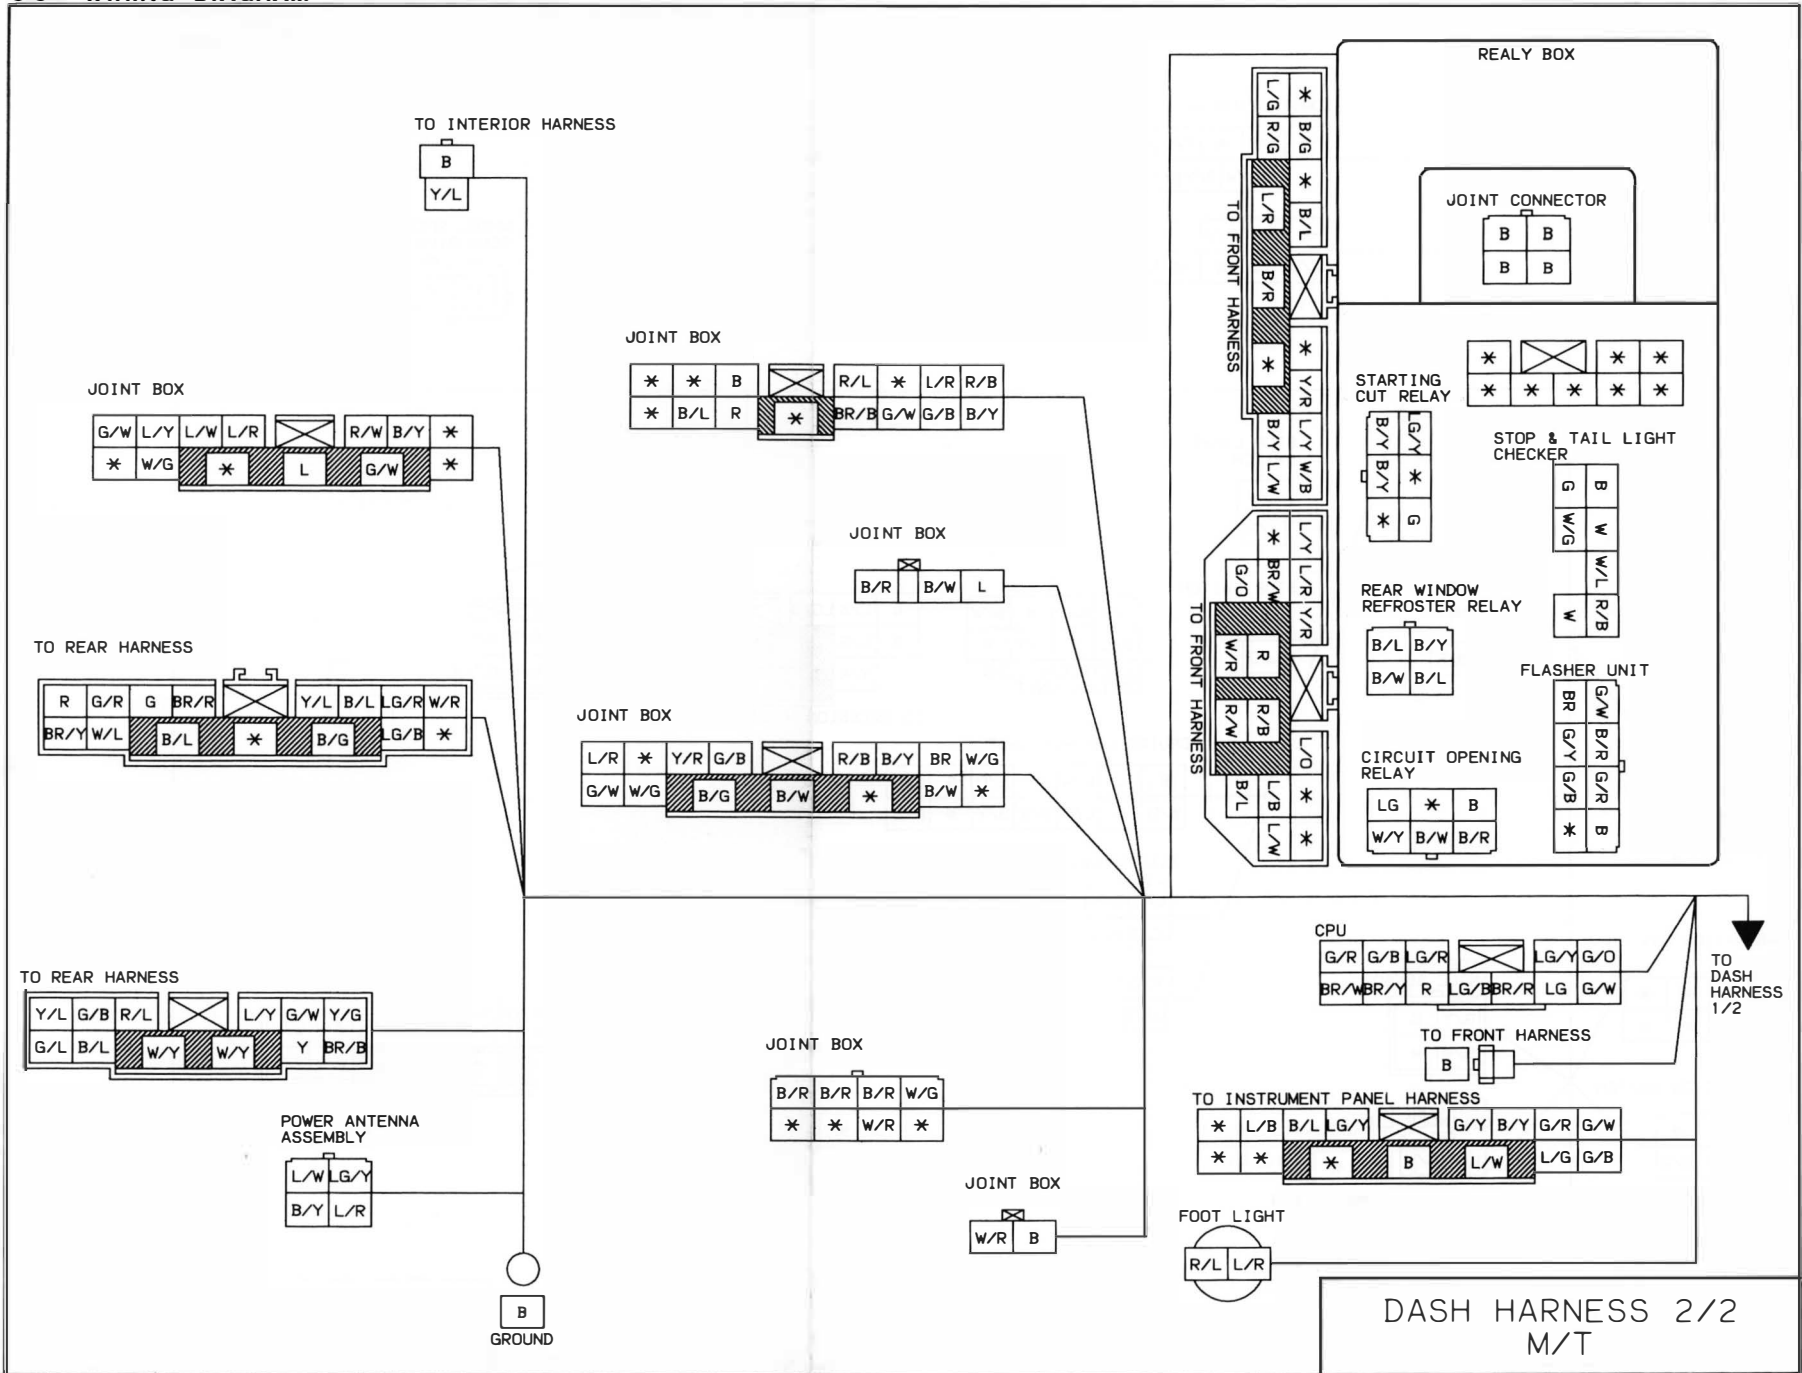 REALY BOX
TO INTERIOR HARNESS
B
Y/L
JOINT CONNECTOR
B B
B B
TO FRONT HARNESS
L/G *
R/G B/G
*
L/R B/L
B/R
* *
Y/R
B/Y L/Y
L/W W/B
JOINT BOX
* * B R/L * L/R R/B
* B/L R * BR/B G/W G/B B/Y
JOINT BOX
G/W L/Y L/W L/R R/W B/Y *
* W/G * L G/W *
* * *
* * * * *
STARTING
CUT RELAY
B/Y LG/Y
B/Y *
* G
STOP & TAIL LIGHT
CHECKER
G B
W/G W
W/L
W R/B
JOINT BOX
B/R B/W L
TO FRONT HARNESS
* L/Y
G/O BR/W L/R
Y/R
W/R R
R/W R/B
L/O
B/L L/B *
L/W *
REAR WINDOW
REFROSTER RELAY
B/L B/Y
B/W B/L
TO REAR HARNESS
R G/R G BR/R Y/L B/L LG/R W/R
BR/Y W/L B/L * B/G LG/B *
FLASHER UNIT
BR G/W
G/Y B/R
G/B G/R
* B
JOINT BOX
L/R * Y/R G/B R/B B/Y BR W/G
G/W W/G B/G B/W * B/W *
CIRCUIT OPENING
RELAY
LG * B
W/Y B/W B/R
CPU
G/R G/B LG/R LG/Y G/O
BR/W BR/Y R LG/B BR/R LG G/W
TO
DASH
HARNESS
1/2
TO REAR HARNESS
Y/L G/B R/L L/Y G/W Y/G
G/L B/L W/Y W/Y Y BR/B
TO FRONT HARNESS
B
JOINT BOX
B/R B/R B/R W/G
* * W/R *
TO INSTRUMENT PANEL HARNESS
* L/B B/L LG/Y G/Y B/Y G/R G/W
* * * B L/W L/G G/B
POWER ANTENNA
ASSEMBLY
L/W LG/Y
B/Y L/R
JOINT BOX
W/R B
FOOT LIGHT
R/L L/R
B
GROUND
DASH HARNESS 2/2
M/T